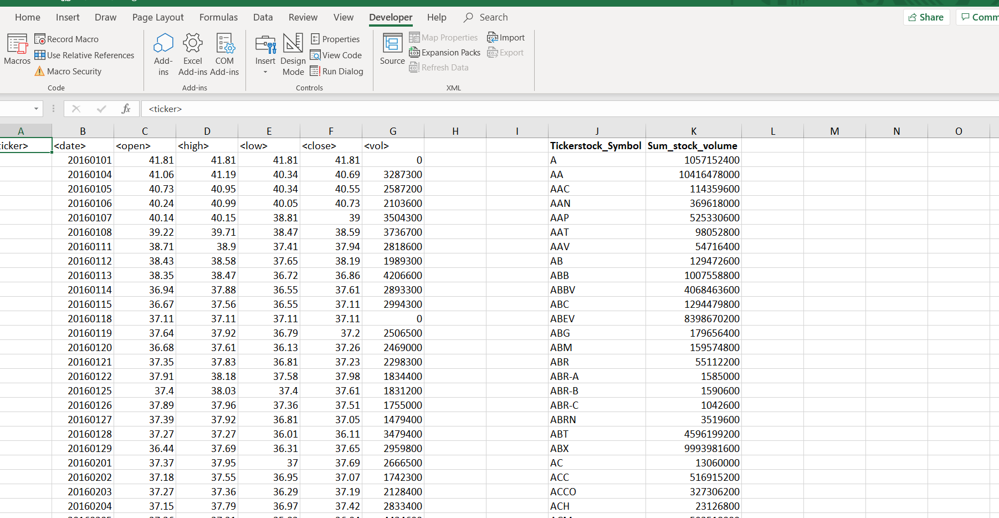 Home Insert Draw Page Layout Formulas Data Review View Developer Help Search Share Comm
Macros Record Macro Use Relative References Macro Security Code
Add-ins Excel Add-ins COM Add-ins Add-ins
Insert Design Mode Properties View Code Run Dialog Controls
Source Map Properties Expansion Packs Refresh Data Import Export XML
fx <ticker>
A B C D E F G H I J K L M N O
icker> <date> <open> <high> <low> <close> <vol> Tickerstock_Symbol Sum_stock_volume
20160101 41.81 41.81 41.81 41.81 0 A 1057152400
20160104 41.06 41.19 40.34 40.69 3287300 AA 10416478000
20160105 40.73 40.95 40.34 40.55 2587200 AAC 114359600
20160106 40.24 40.99 40.05 40.73 2103600 AAN 369618000
20160107 40.14 40.15 38.81 39 3504300 AAP 525330600
20160108 39.22 39.71 38.47 38.59 3736700 AAT 98052800
20160111 38.71 38.9 37.41 37.94 2818600 AAV 54716400
20160112 38.43 38.58 37.65 38.19 1989300 AB 129472600
20160113 38.35 38.47 36.72 36.86 4206600 ABB 1007558800
20160114 36.94 37.88 36.55 37.61 2893300 ABBV 4068463600
20160115 36.67 37.56 36.55 37.11 2994300 ABC 1294479800
20160118 37.11 37.11 37.11 37.11 0 ABEV 8398670200
20160119 37.64 37.92 36.79 37.2 2506500 ABG 179656400
20160120 36.68 37.61 36.13 37.26 2469000 ABM 159574800
20160121 37.35 37.83 36.81 37.23 2298300 ABR 55112200
20160122 37.91 38.18 37.58 37.98 1834400 ABR-A 1585000
20160125 37.4 38.03 37.4 37.61 1831200 ABR-B 1590600
20160126 37.89 37.96 37.36 37.51 1755000 ABR-C 1042600
20160127 37.39 37.92 36.81 37.05 1479400 ABRN 3519600
20160128 37.27 37.27 36.01 36.11 3479400 ABT 4596199200
20160129 36.44 37.69 36.31 37.65 2959800 ABX 9993981600
20160201 37.37 37.95 37 37.69 2666500 AC 13060000
20160202 37.18 37.55 36.95 37.07 1742300 ACC 516915200
20160203 37.27 37.36 36.29 37.19 2128400 ACCO 327306200
20160204 37.15 37.79 36.97 37.42 2833400 ACH 23126800